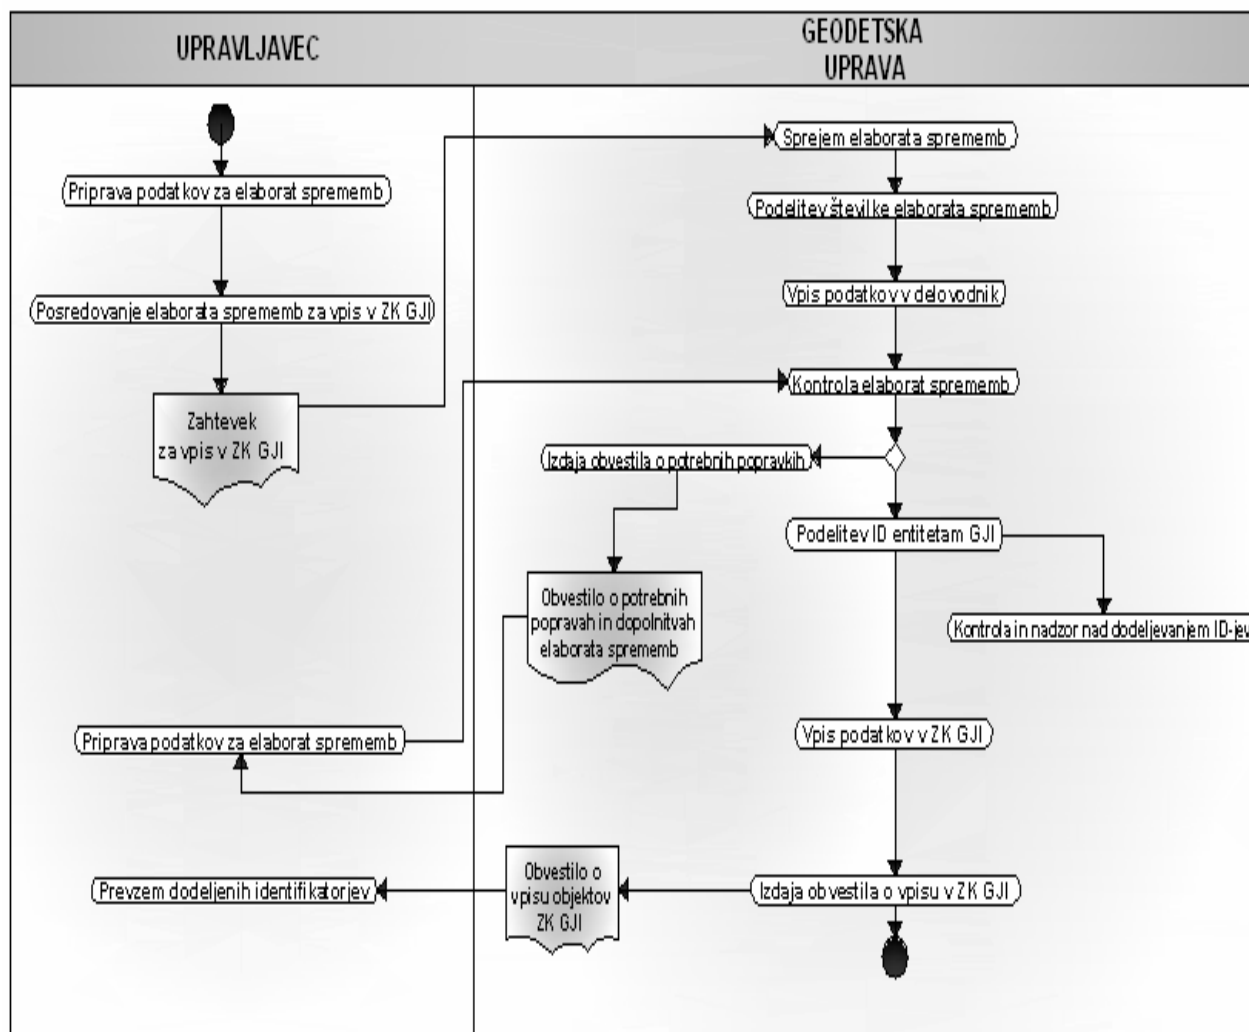 UPRAVLJAVEC
GEODETSKA
UPRAVA
Priprava podatkov za elaborat sprememb
Posredovanje elaborata sprememb za vpis v ZK GJI
Zahtevek
za vpis v ZK GJI
Sprejem elaborata sprememb
Podelitev številke elaborata sprememb
Vpis podatkov v delovodnik
Kontrola elaborat sprememb
Izdaja obvestila o potrebnih popravkih
Podelitev ID entitetam GJI
Obvestilo o potrebnih
popravah in dopolnitvah
elaborata sprememb
Kontrola in nadzor nad dodeljevanjem ID-jev
Priprava podatkov za elaborat sprememb
Vpis podatkov v ZK GJI
Prevzem dodeljenih identifikatorjev
Obvestilo o
vpisu objektov
ZK GJI
Izdaja obvestila o vpisu v ZK GJI